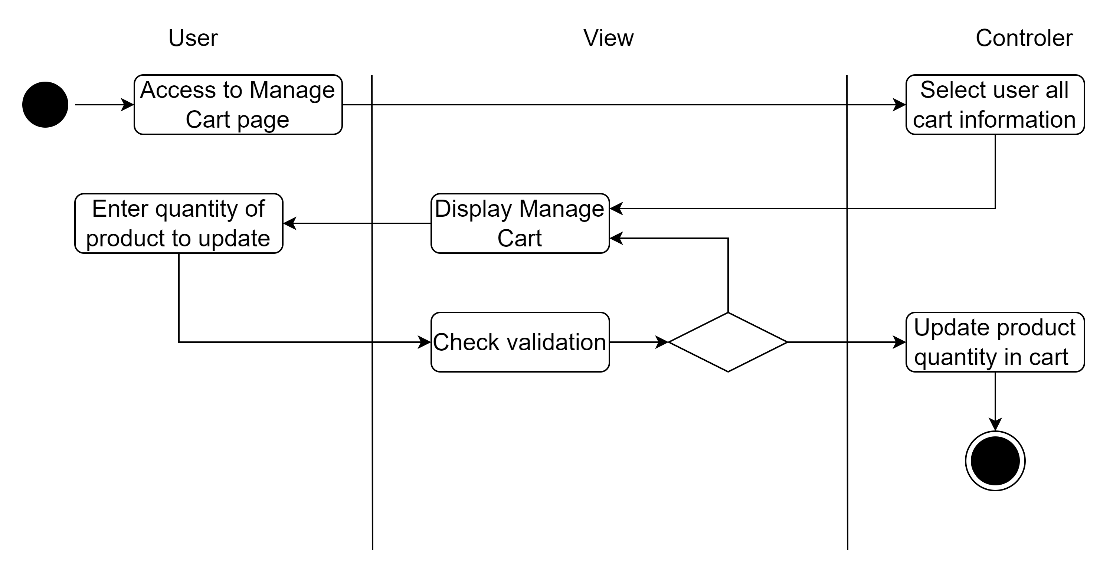 User
View
Controler
Access to Manage
Cart page
Select user all
cart information
Enter quantity of
product to update
Display Manage
Cart
Check validation
Update product
quantity in cart